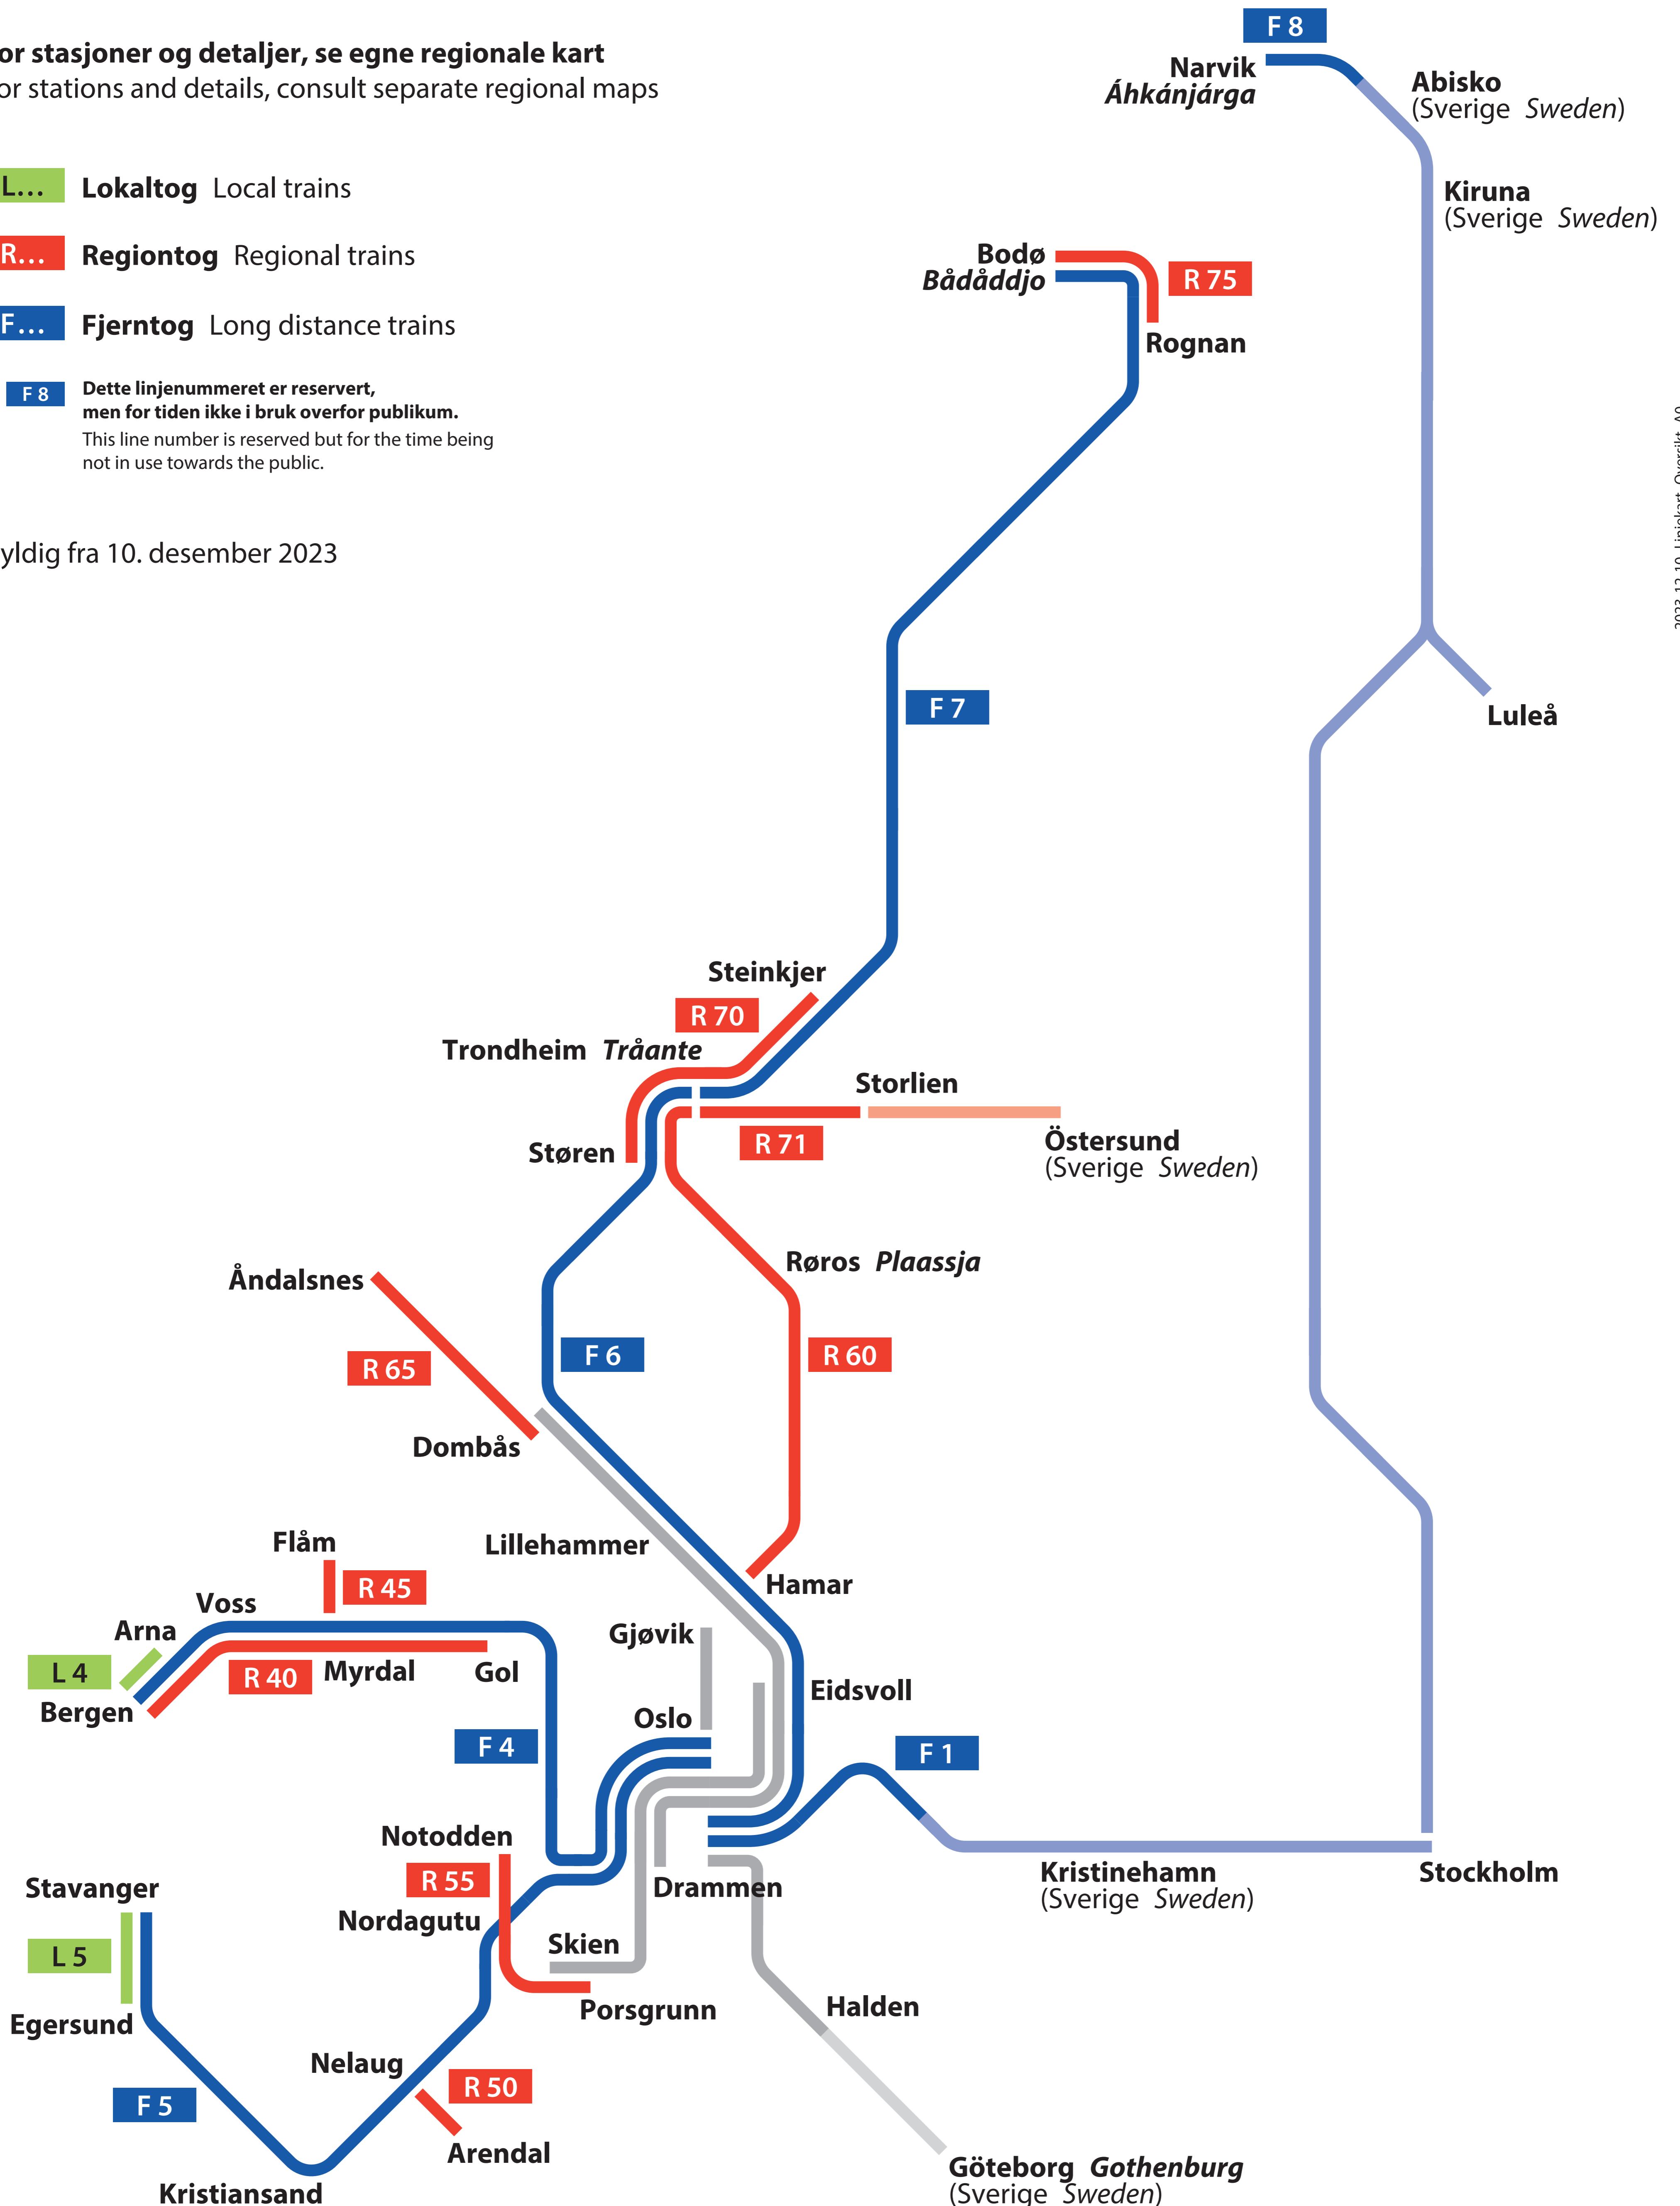 or stasjoner og detaljer, se egne regionale kart
or stations and details, consult separate regional maps
L…
Lokaltog Local trains
R…
Regiontog Regional trains
F…
Fjerntog Long distance trains
F 8
Dette linjenummeret er reservert,
men for tiden ikke i bruk overfor publikum.
This line number is reserved but for the time being
not in use towards the public.
yldig fra 10. desember 2023
F 8
Narvik
Áhkánjárga
Abisko
(Sverige Sweden)
Kiruna
(Sverige Sweden)
Bodø
Bådåddjo
R 75
Rognan
F 7
Luleå
Steinkjer
R 70
Trondheim Tråante
Storlien
R 71
Støren
Östersund
(Sverige Sweden)
Røros Plaassja
Åndalsnes
R 65
F 6
R 60
Dombås
Lillehammer
Hamar
Flåm
R 45
Voss
Arna
L 4
Bergen
R 40
Myrdal
Gol
Gjøvik
Eidsvoll
Oslo
F 4
F 1
Notodden
R 55
Drammen
Kristinehamn
(Sverige Sweden)
Stockholm
Stavanger
Nordagutu
L 5
Skien
Egersund
Porsgrunn
Halden
Nelaug
R 50
F 5
Arendal
Kristiansand
Göteborg Gothenburg
(Sverige Sweden)